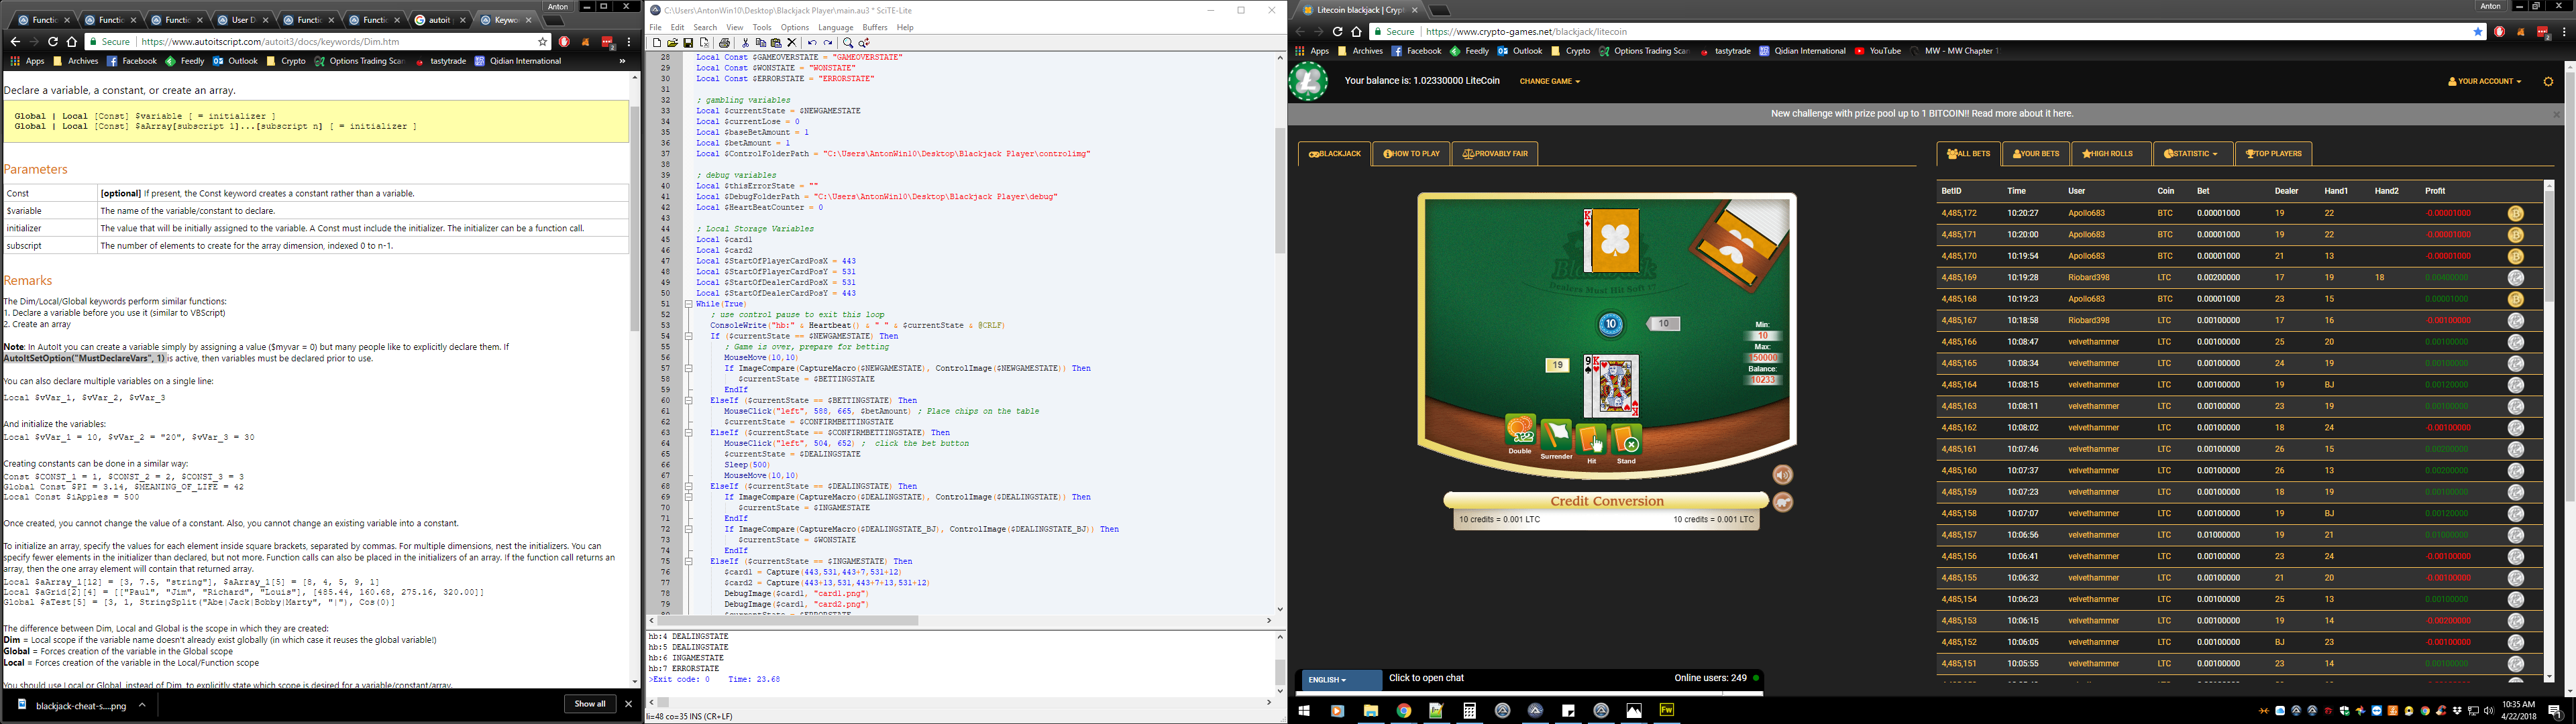 Anton
Functio
Functio
Functio
User D
Functio
Functio
Functio
autoit
Keywo
Secure
https://www.autoitscript.com/autoit3/docs/keywords/Dim.htm
Apps
Archives
Facebook
Feedly
Outlook
Crypto
Options Trading Scan
tastytrade
Qidian International
»
Declare a variable, a constant, or create an array.
Global | Local [Const] $variable [ = initializer ]
Global | Local [Const] $aArray[subscript 1]...[subscript n] [ = initializer ]
Parameters
Const [optional] If present, the Const keyword creates a constant rather than a variable.
$variable The name of the variable/constant to declare.
initializer The value that will be initially assigned to the variable. A Const must include the initializer. The initializer can be a function call.
subscript The number of elements to create for the array dimension, indexed 0 to n-1.
Remarks
The Dim/Local/Global keywords perform similar functions:
1. Declare a variable before you use it (similar to VBScript)
2. Create an array
Note: In AutoIt you can create a variable simply by assigning a value ($myvar = 0) but many people like to explicitly declare them. If
AutoItSetOption("MustDeclareVars", 1) is active, then variables must be declared prior to use.
You can also declare multiple variables on a single line:
Local $vVar_1, $vVar_2, $vVar_3
And initialize the variables:
Local $vVar_1 = 10, $vVar_2 = "20", $vVar_3 = 30
Creating constants can be done in a similar way:
Const $CONST_1 = 1, $CONST_2 = 2, $CONST_3 = 3
Global Const $PI = 3.14, $MEANING_OF_LIFE = 42
Local Const $iApples = 500
Once created, you cannot change the value of a constant. Also, you cannot change an existing variable into a constant.
To initialize an array, specify the values for each element inside square brackets, separated by commas. For multiple dimensions, nest the initializers. You can
specify fewer elements in the initializer than declared, but not more. Function calls can also be placed in the initializers of an array. If the function call returns an
array, then the one array element will contain that returned array.
Local $aArray_1[12] = [3, 7.5, "string"], $aArray_1[5] = [8, 4, 5, 9, 1]
Local $aGrid[2][4] = [["Paul", "Jim", "Richard", "Louis"], [485.44, 160.68, 275.16, 320.00]]
Global $aTest[5] = [3, 1, StringSplit("Abe|Jack|Bobby|Marty", "|"), Cos(0)]
The difference between Dim, Local and Global is the scope in which they are created:
Dim = Local scope if the variable name doesn't already exist globally (in which case it reuses the global variable!)
Global = Forces creation of the variable in the Global scope
Local = Forces creation of the variable in the Local/Function scope
You should use Local or Global, instead of Dim, to explicitly state which scope is desired for a variable/constant/array.
blackjack-cheat-s....png
Show all
C:\Users\AntonWin10\Desktop\Blackjack Player\main.au3 * SciTE-Lite
File Edit Search View Tools Options Language Buffers Help
28 Local Const $GAMEOVERSTATE = "GAMEOVERSTATE"
29 Local Const $WONSTATE = "WONSTATE"
30 Local Const $ERRORSTATE = "ERRORSTATE"
31
32 ; gambling variables
33 Local $currentState = $NEWGAMESTATE
34 Local $currentLose = 0
35 Local $baseBetAmount = 1
36 Local $betAmount = 1
37 Local $ControlFolderPath = "C:\Users\AntonWin10\Desktop\Blackjack Player\controlimg"
38
39 ; debug variables
40 Local $thisErrorState = ""
41 Local $DebugFolderPath = "C:\Users\AntonWin10\Desktop\Blackjack Player\debug"
42 Local $HeartBeatCounter = 0
43
44 ; Local Storage Variables
45 Local $card1
46 Local $card2
47 Local $StartOfPlayerCardPosX = 443
48 Local $StartOfPlayerCardPosY = 531
49 Local $StartOfDealerCardPosX = 531
50 Local $StartOfDealerCardPosY = 443
51 While(True)
52 ; use control pause to exit this loop
53 ConsoleWrite("hb:" & Heartbeat() & " " & $currentState & @CRLF)
54 If ($currentState == $NEWGAMESTATE) Then
55 ; Game is over, prepare for betting
56 MouseMove(10,10)
57 If ImageCompare(CaptureMacro($NEWGAMESTATE), ControlImage($NEWGAMESTATE)) Then
58 $currentState = $BETTINGSTATE
59 EndIf
60 ElseIf ($currentState == $BETTINGSTATE) Then
61 MouseClick("left", 588, 665, $betAmount) ; Place chips on the table
62 $currentState = $CONFIRMBETTINGSTATE
63 ElseIf ($currentState == $CONFIRMBETTINGSTATE) Then
64 MouseClick("left", 504, 652) ; click the bet button
65 $currentState = $DEALINGSTATE
66 Sleep(500)
67 MouseMove(10,10)
68 ElseIf ($currentState == $DEALINGSTATE) Then
69 If ImageCompare(CaptureMacro($DEALINGSTATE), ControlImage($DEALINGSTATE)) Then
70 $currentState = $INGAMESTATE
71 EndIf
72 If ImageCompare(CaptureMacro($DEALINGSTATE_BJ), ControlImage($DEALINGSTATE_BJ)) Then
73 $currentState = $WONSTATE
74 EndIf
75 ElseIf ($currentState == $INGAMESTATE) Then
76 $card1 = Capture(443,531,443+7,531+12)
77 $card2 = Capture(443+13,531,443+7+13,531+12)
78 DebugImage($card1, "card1.png")
79 DebugImage($card1, "card2.png")
hb:4 DEALINGSTATE
hb:5 DEALINGSTATE
hb:6 INGAMESTATE
hb:7 ERRORSTATE
>Exit code: 0 Time: 23.68
li=48 co=35 INS (CR+LF)
Litecoin blackjack | Cryp
Anton
Secure
https://www.crypto-games.net/blackjack/litecoin
Apps
Archives
Facebook
Feedly
Outlook
Crypto
Options Trading Scan
tastytrade
Qidian International
YouTube
MW - MW Chapter
Your balance is: 1.02330000 LiteCoin
CHANGE GAME
YOUR ACCOUNT
New challenge with prize pool up to 1 BITCOIN!! Read more about it here.
BLACKJACK
HOW TO PLAY
PROVABLY FAIR
K
BlackJack
Dealers Must Hit Soft 17
10
10
Min:
10
Max:
50000
Balance:
10233
19
9
K
K
Double
Surrender
Hit
Stand
Credit Conversion
10 credits = 0.001 LTC
10 credits = 0.001 LTC
ALL BETS
YOUR BETS
HIGH ROLLS
STATISTIC
TOP PLAYERS
BetID Time User Coin Bet Dealer Hand1 Hand2 Profit
4,485,172 10:20:27 Apollo683 BTC 0.00001000 19 22 -0.00001000
4,485,171 10:20:00 Apollo683 BTC 0.00001000 19 22 -0.00001000
4,485,170 10:19:54 Apollo683 BTC 0.00001000 21 13 -0.00001000
4,485,169 10:19:28 Riobard398 LTC 0.00200000 17 19 18 0.00400000
4,485,168 10:19:23 Apollo683 BTC 0.00001000 23 15 0.00001000
4,485,167 10:18:58 Riobard398 LTC 0.00100000 17 16 -0.00100000
4,485,166 10:08:47 velvethammer LTC 0.00100000 25 20 0.00100000
4,485,165 10:08:34 velvethammer LTC 0.00100000 24 19 0.00100000
4,485,164 10:08:15 velvethammer LTC 0.00100000 19 BJ 0.00120000
4,485,163 10:08:11 velvethammer LTC 0.00100000 23 19 0.00100000
4,485,162 10:08:02 velvethammer LTC 0.00100000 18 24 -0.00100000
4,485,161 10:07:46 velvethammer LTC 0.00100000 26 15 0.00200000
4,485,160 10:07:37 velvethammer LTC 0.00100000 26 13 0.00200000
4,485,159 10:07:23 velvethammer LTC 0.00100000 18 19 0.00100000
4,485,158 10:07:07 velvethammer LTC 0.00100000 19 BJ 0.00120000
4,485,157 10:06:56 velvethammer LTC 0.01000000 19 21 0.01000000
4,485,156 10:06:41 velvethammer LTC 0.00100000 23 24 -0.00100000
4,485,155 10:06:32 velvethammer LTC 0.00100000 21 20 -0.00100000
4,485,154 10:06:23 velvethammer LTC 0.00100000 25 13 0.00100000
4,485,153 10:06:15 velvethammer LTC 0.00100000 19 14 -0.00200000
4,485,152 10:06:05 velvethammer LTC 0.00100000 BJ 23 -0.00100000
4,485,151 10:05:55 velvethammer LTC 0.00100000 23 14 0.00100000
ENGLISH
Click to open chat
Online users: 249
Fw
10:35 AM
4/22/2018